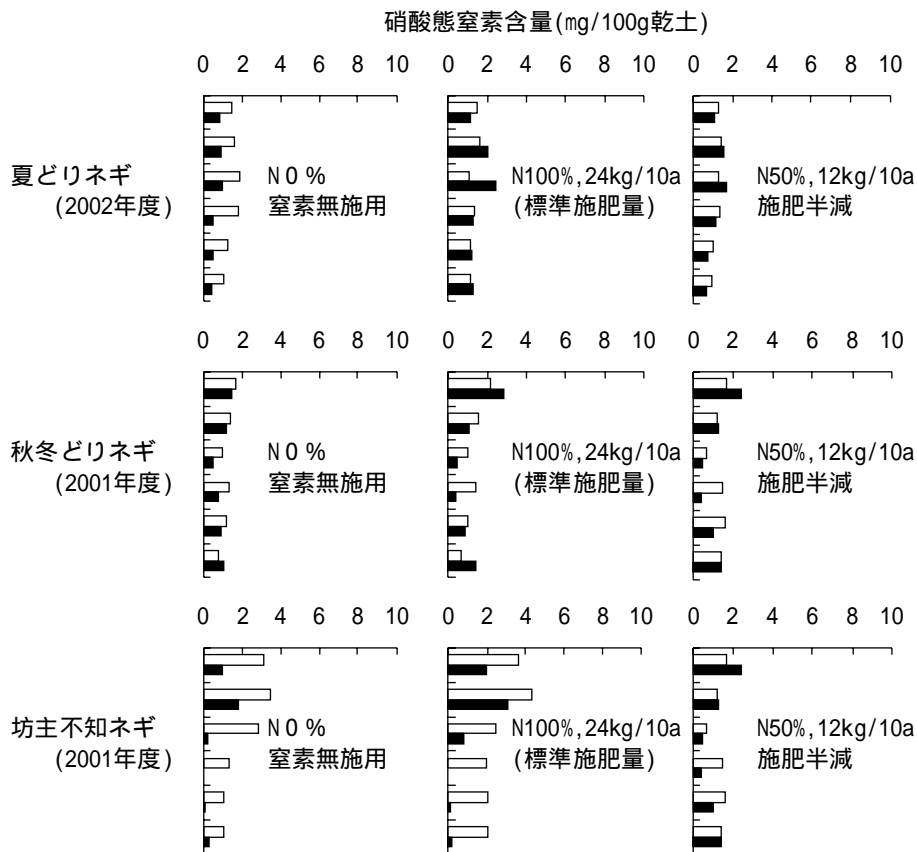 硝酸態窒素含量(㎎/100g乾土)
0 2 4 6 8 10 0 2 4 6 8 10 0 2 4 6 8 10
夏どりネギ
(2002年度)
N 0 %
窒素無施用
N100%,24kg/10a
(標準施肥量)
N50%,12kg/10a
施肥半減
0 2 4 6 8 10 0 2 4 6 8 10 0 2 4 6 8 10
秋冬どりネギ
(2001年度)
N 0 %
窒素無施用
N100%,24kg/10a
(標準施肥量)
N50%,12kg/10a
施肥半減
0 2 4 6 8 10 0 2 4 6 8 10 0 2 4 6 8 10
坊主不知ネギ
(2001年度)
N 0 %
窒素無施用
N100%,24kg/10a
(標準施肥量)
N50%,12kg/10a
施肥半減